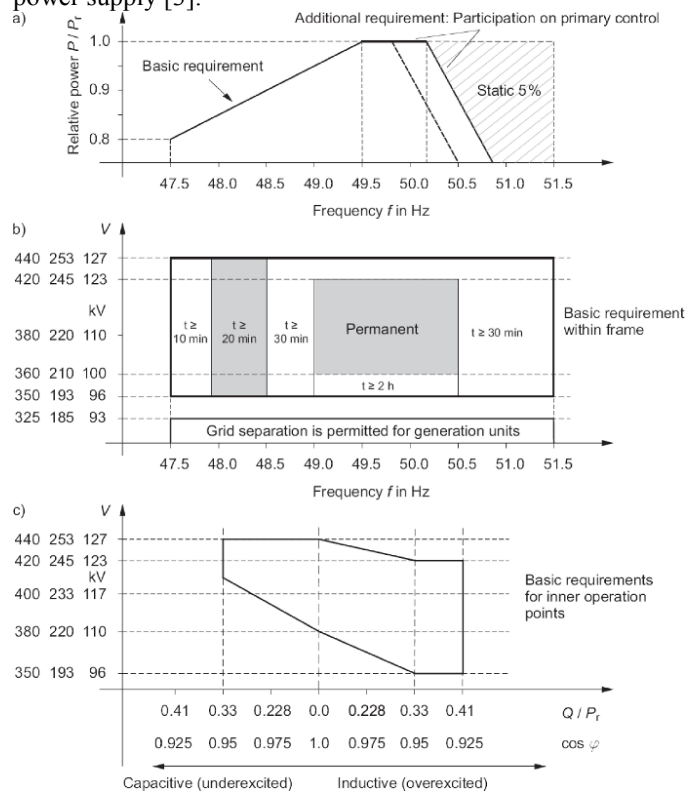 power supply [5].
a)
Additional requirement: Participation on primary control
Relative power P / Pr
1.0
0.9
0.8
Basic requirement
Static 5%
47.5 48.0 48.5 49.0 49.5 50.0 50.5 51.0 51.5
Frequency f in Hz
b)
V
440 253 127
420 245 123
kV
380 220 110
360 210 100
350 193 96
325 185 93
t ≥
10 min
t ≥
20 min
t ≥
30 min
Permanent
t ≥ 2 h
t ≥ 30 min
Basic requirement
within frame
Grid separation is permitted for generation units
47.5 48.0 48.5 49.0 49.5 50.0 50.5 51.0 51.5
Frequency f in Hz
c)
V
440 253 127
420 245 123
kV
400 233 117
380 220 110
350 193 96
Basic requirements
for inner operation
points
0.41 0.33 0.228 0.0 0.228 0.33 0.41 Q / Pr
0.925 0.95 0.975 1.0 0.975 0.95 0.925 cos φ
Capacitive (underexcited) Inductive (overexcited)